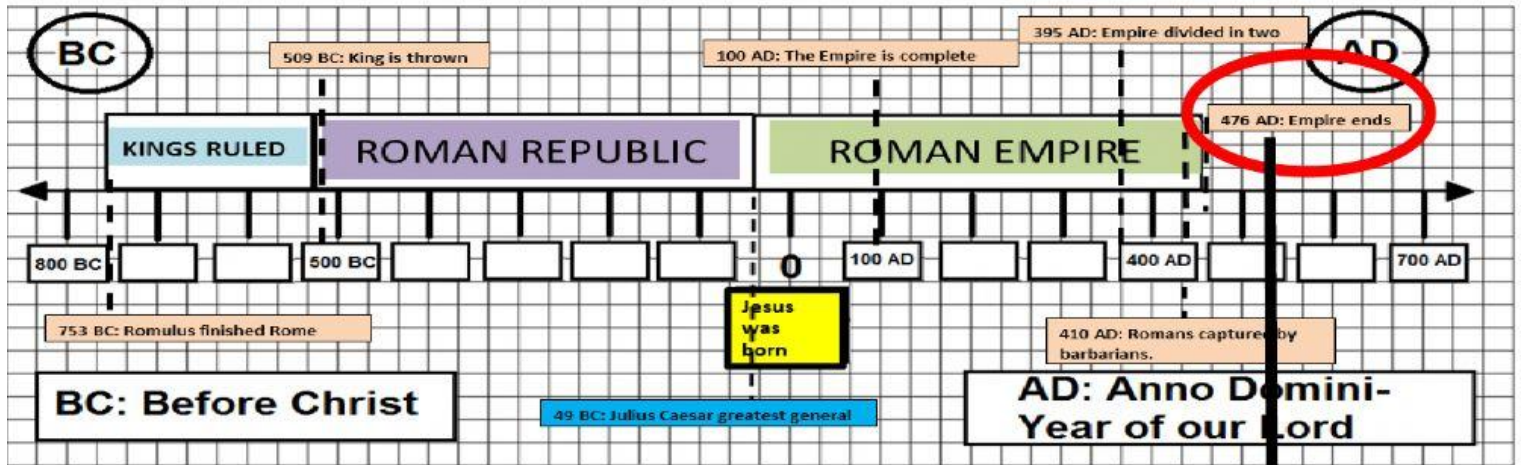 BC
509 BC: King is thrown
100 AD: The Empire is complete
395 AD: Empire divided in two
AD
476 AD: Empire ends
KINGS RULED
ROMAN REPUBLIC
ROMAN EMPIRE
800 BC
500 BC
0
100 AD
400 AD
700 AD
Jesus
was
born
753 BC: Romulus finished Rome
410 AD: Romans captured by
barbarians.
BC: Before Christ
49 BC: Julius Caesar greatest general
AD: Anno Domini-
Year of our Lord